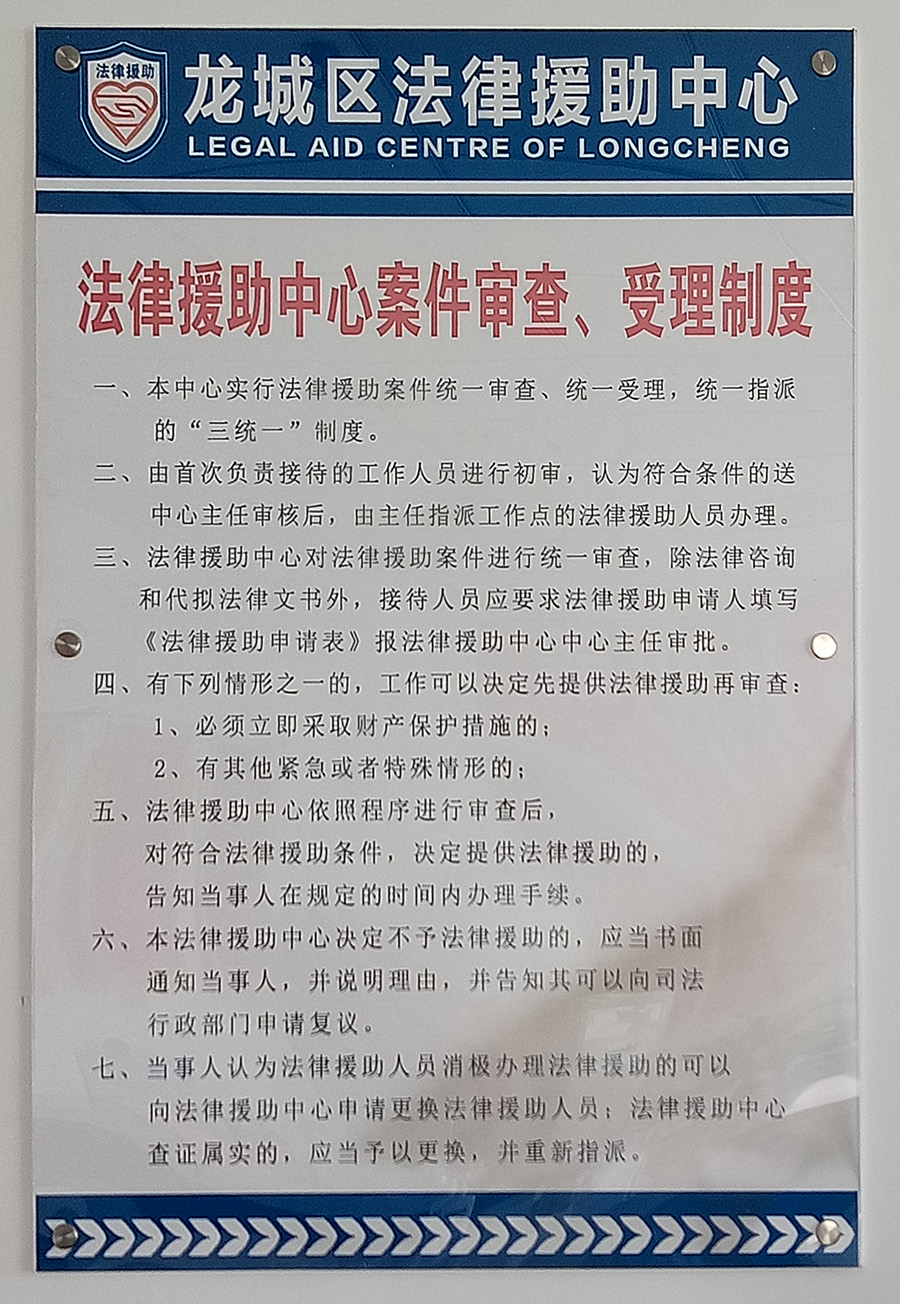 法律援助
龙城区法律援助中心
LEGAL AID CENTRE OF LONGCHENG
法律援助中心案件审查、受理制度
一、本中心实行法律援助案件统一审查、统一受理，统一指派
的“三统一”制度。
二、由首次负责接待的工作人员进行初审，认为符合条件的送
中心主任审核后，由主任指派工作点的法律援助人员办理。
三、法律援助中心对法律援助案件进行统一审查，除法律咨询
和代拟法律文书外，接待人员应要求法律援助申请人填写
《法律援助申请表》报法律援助中心中心主任审批。
四、有下列情形之一的，工作可以决定先提供法律援助再审查：
1、必须立即采取财产保护措施的；
2、有其他紧急或者特殊情形的；
五、法律援助中心依照程序进行审查后，
对符合法律援助条件，决定提供法律援助的，
告知当事人在规定的时间内办理手续。
六、本法律援助中心决定不予法律援助的，应当书面
通知当事人，并说明理由，并告知其可以向司法
行政部门申请复议。
七、当事人认为法律援助人员消极办理法律援助的可以
向法律援助中心申请更换法律援助人员；法律援助中心
查证属实的，应当予以更换，并重新指派。